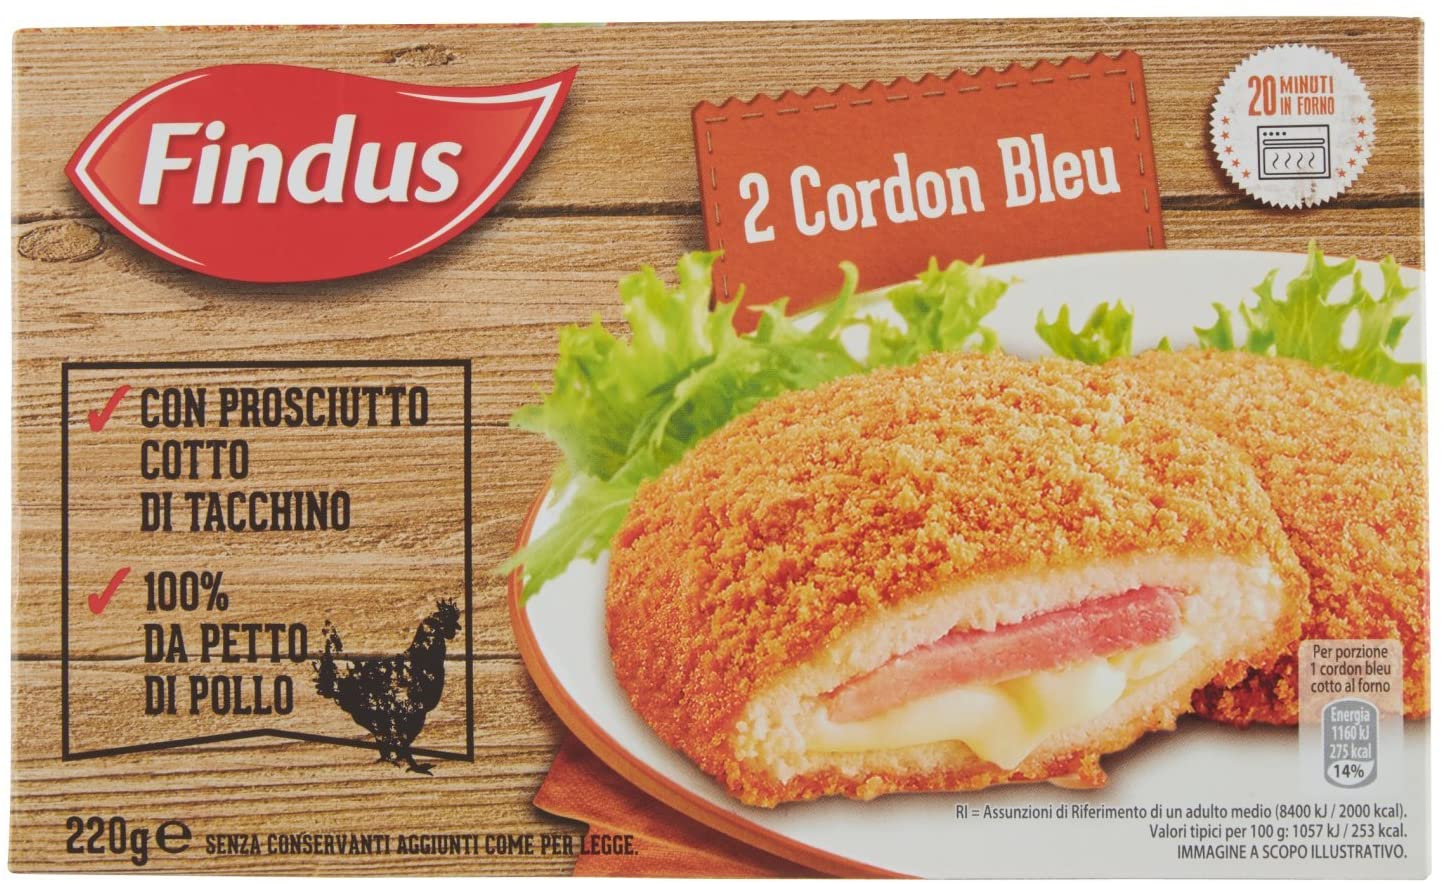 Findus
2 Cordon Bleu
20 MINUTI
IN FORNO
CON PROSCIUTTO
COTTO
DI TACCHINO
100%
DA PETTO
DI POLLO
Per porzione
1 cordon bleu
cotto al forno
Energia
1160 kJ
275 kcal
14%
220g e SENZA CONSERVANTI AGGIUNTI COME PER LEGGE.
RI = Assunzioni di Riferimento di un adulto medio (8400 kJ / 2000 kcal).
Valori tipici per 100 g: 1057 kJ / 253 kcal.
IMMAGINE A SCOPO ILLUSTRATIVO.